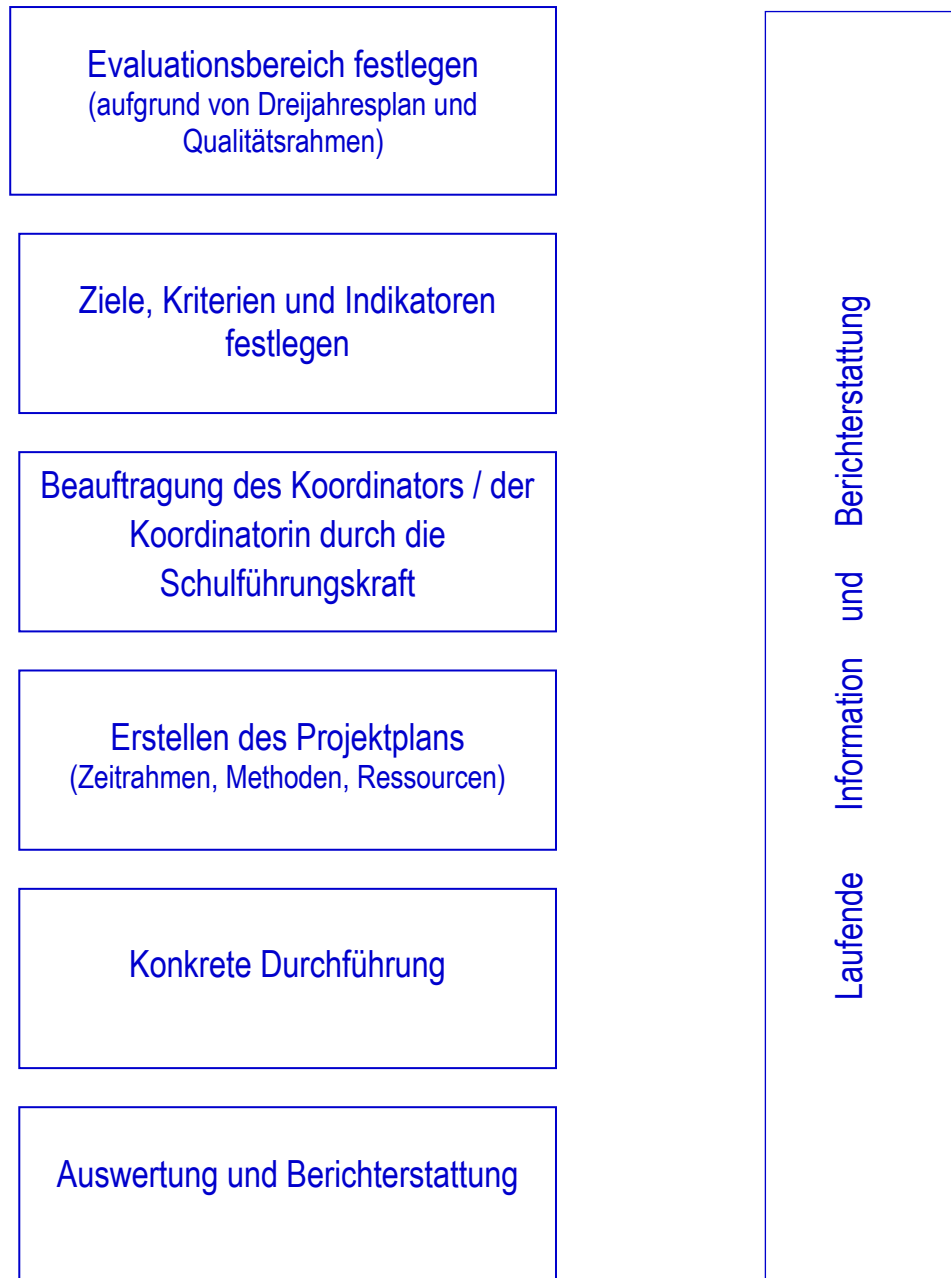 Evaluationsbereich festlegen
(aufgrund von Dreijahresplan und
Qualitätsrahmen)
Ziele, Kriterien und Indikatoren
festlegen
Beauftragung des Koordinators / der
Koordinatorin durch die
Schulführungskraft
Erstellen des Projektplans
(Zeitrahmen, Methoden, Ressourcen)
Konkrete Durchführung
Auswertung und Berichterstattung
Laufende Information und Berichterstattung